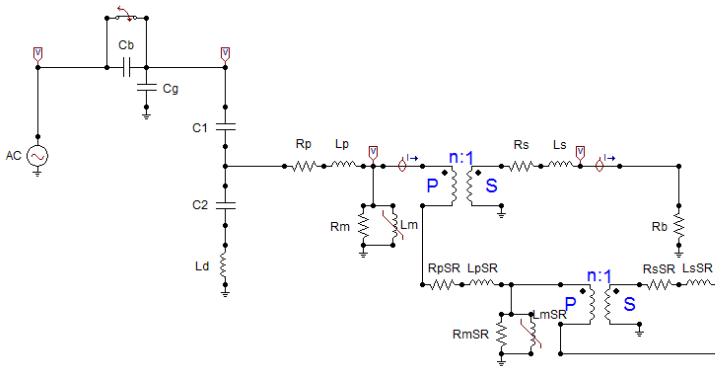 V
Cb
V
Cg
C1
AC
Rp
Lp
V
I
n:1
P
S
Rs
Ls
V
I
C2
Rm
Lm
Rb
Ld
RpSR
LpSR
n:1
P
S
RsSR
LsSR
RmSR
LmSR